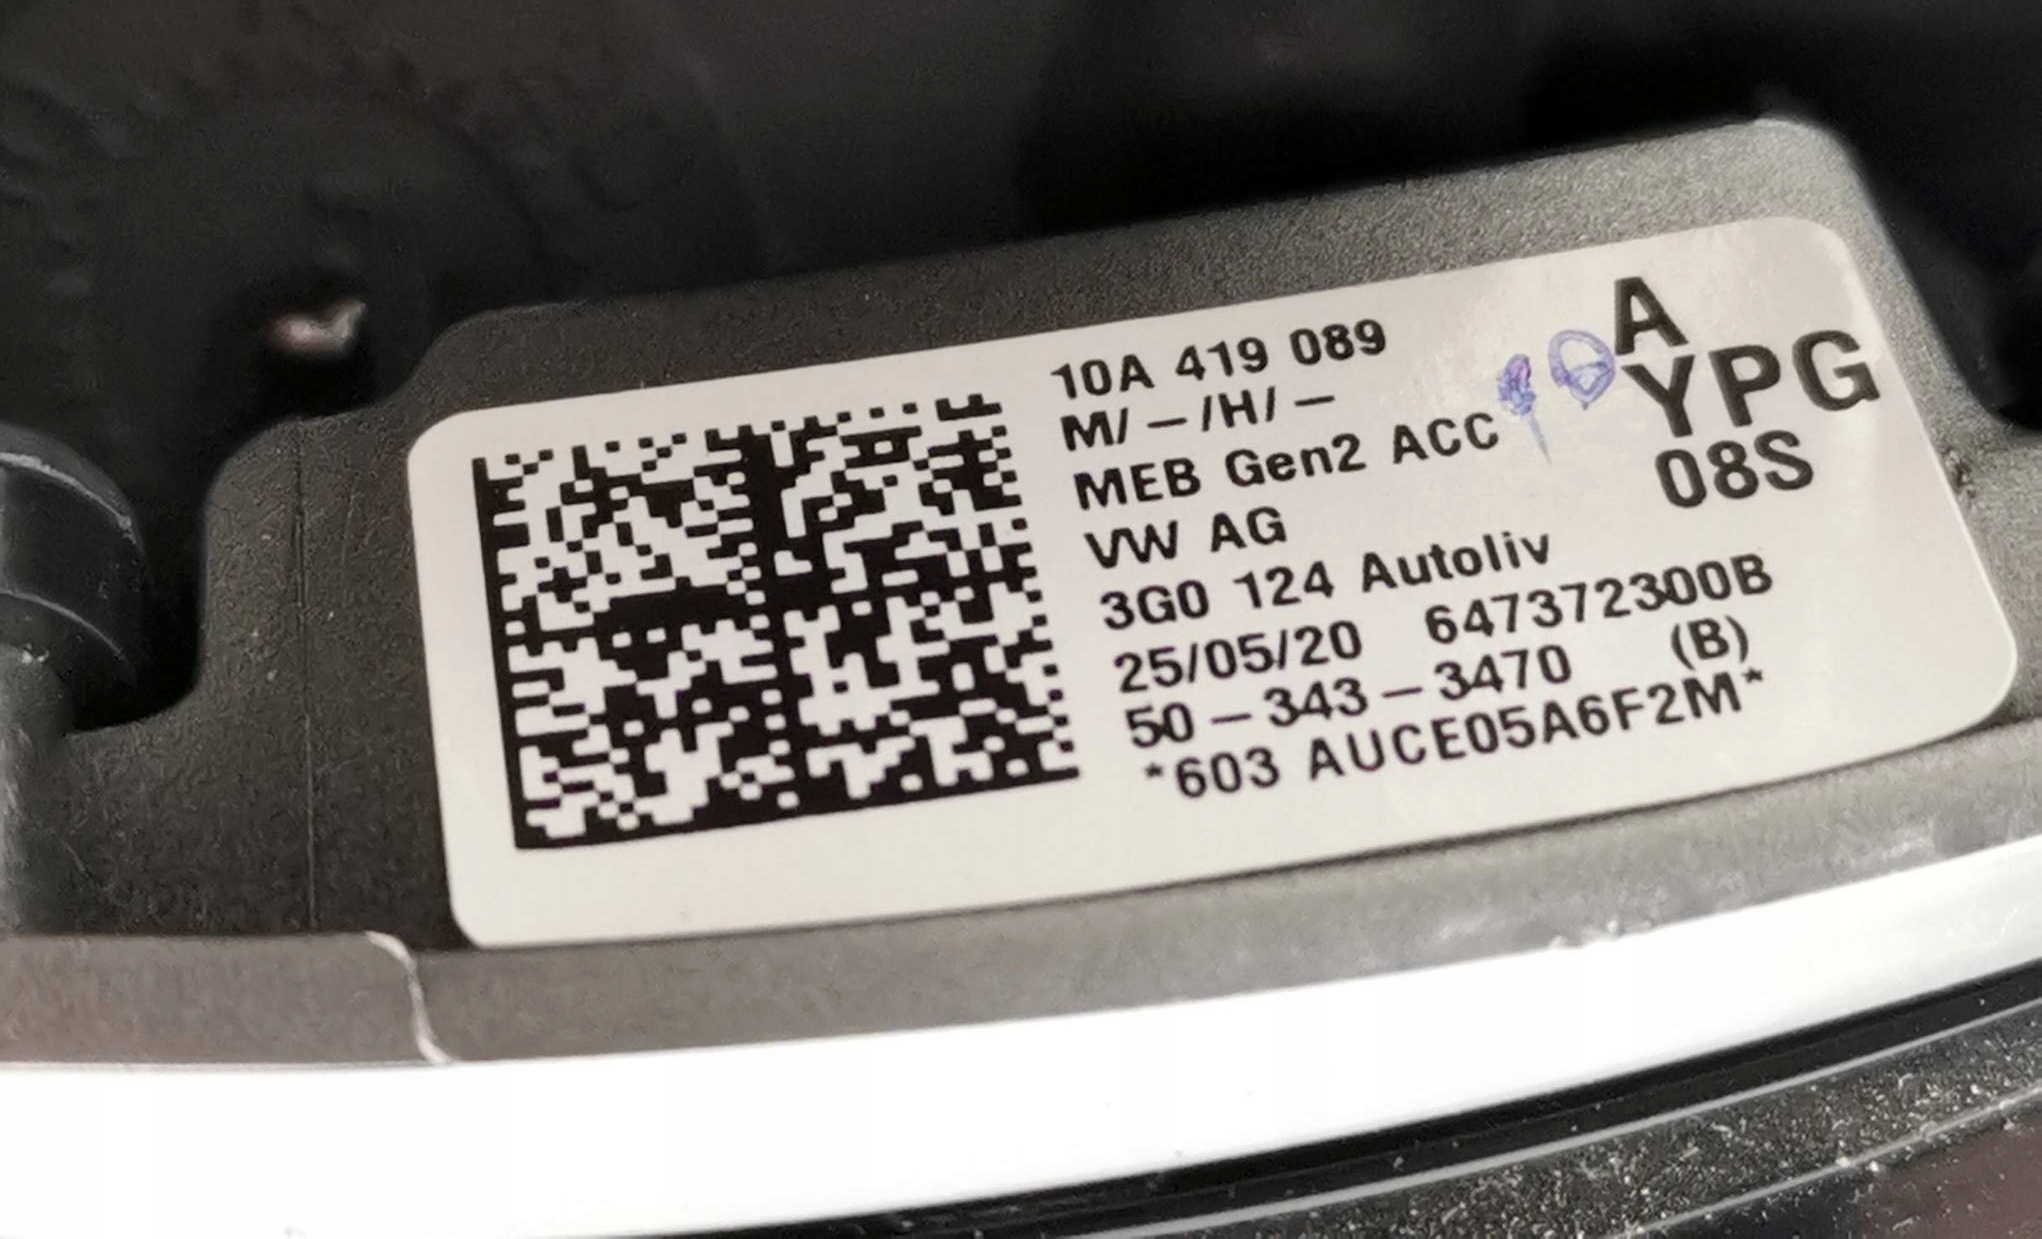 10A 419 089 A
M/–/H/– YPG
MEB Gen2 ACC 08S
VW AG
3G0 124 Autoliv
25/05/20 647372300B
50–343–3470 (B)
*603 AUCE05A6F2M*